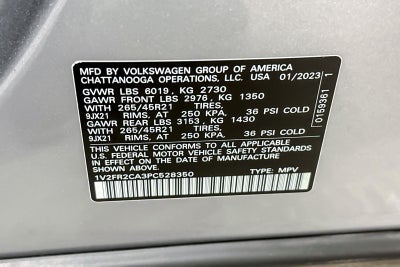 MFD BY VOLKSWAGEN GROUP OF AMERICA
CHATTANOOGA OPERATIONS, LLC. USA 01/2023
GVWR LBS 6019, KG 2730
GAWR FRONT LBS 2976, KG 1350
WITH 265/45R21 TIRES,
9JX21 RIMS, AT 250 KPA. 36 PSI COLD
GAWR REAR LBS 3153, KG 1430
WITH 265/45R21 TIRES,
9JX21 RIMS, AT 250 KPA. 36 PSI COLD
THIS VEHICLE CONFORMS TO ALL APPLICABLE
FEDERAL MOTOR VEHICLE SAFETY STANDARDS IN
EFFECT ON THE DATE OF MANUFACTURE
SHOWN ABOVE.
1V2FR2CA3PC528350 TYPE: MPV
0159361 1